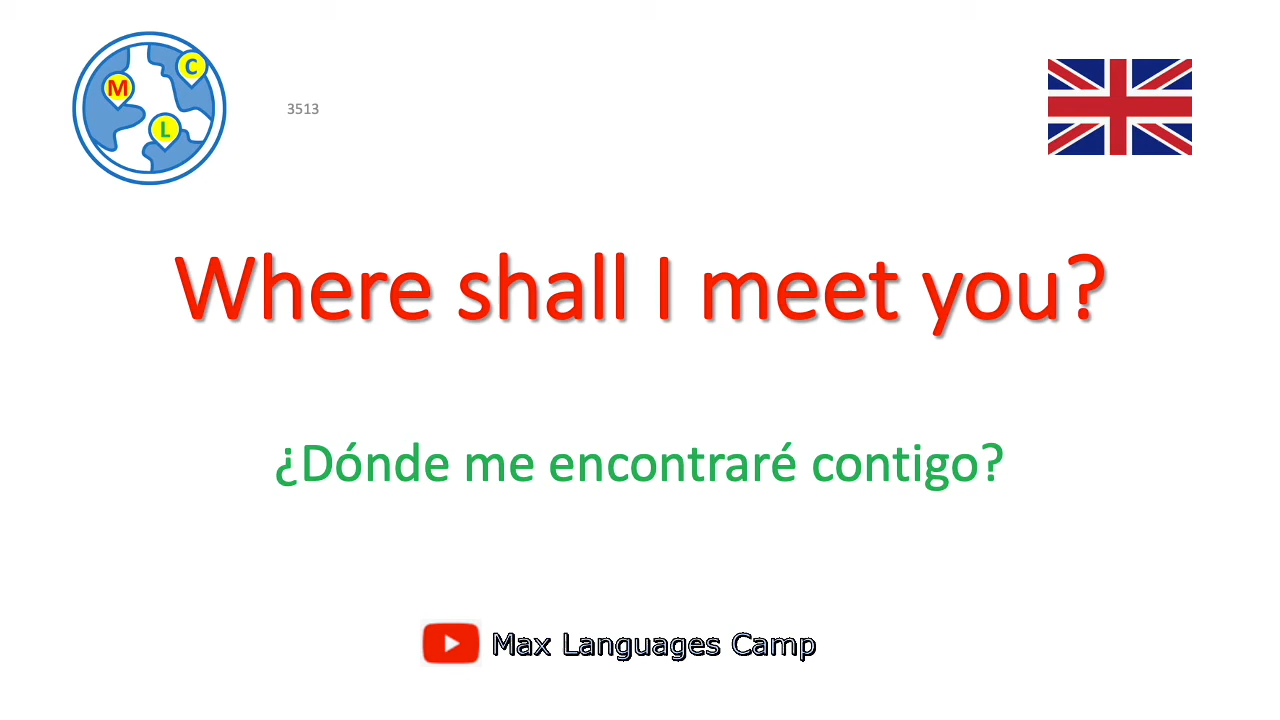 M
C
L
3513
Where shall I meet you?
¿Dónde me encontraré contigo?
Max Languages Camp